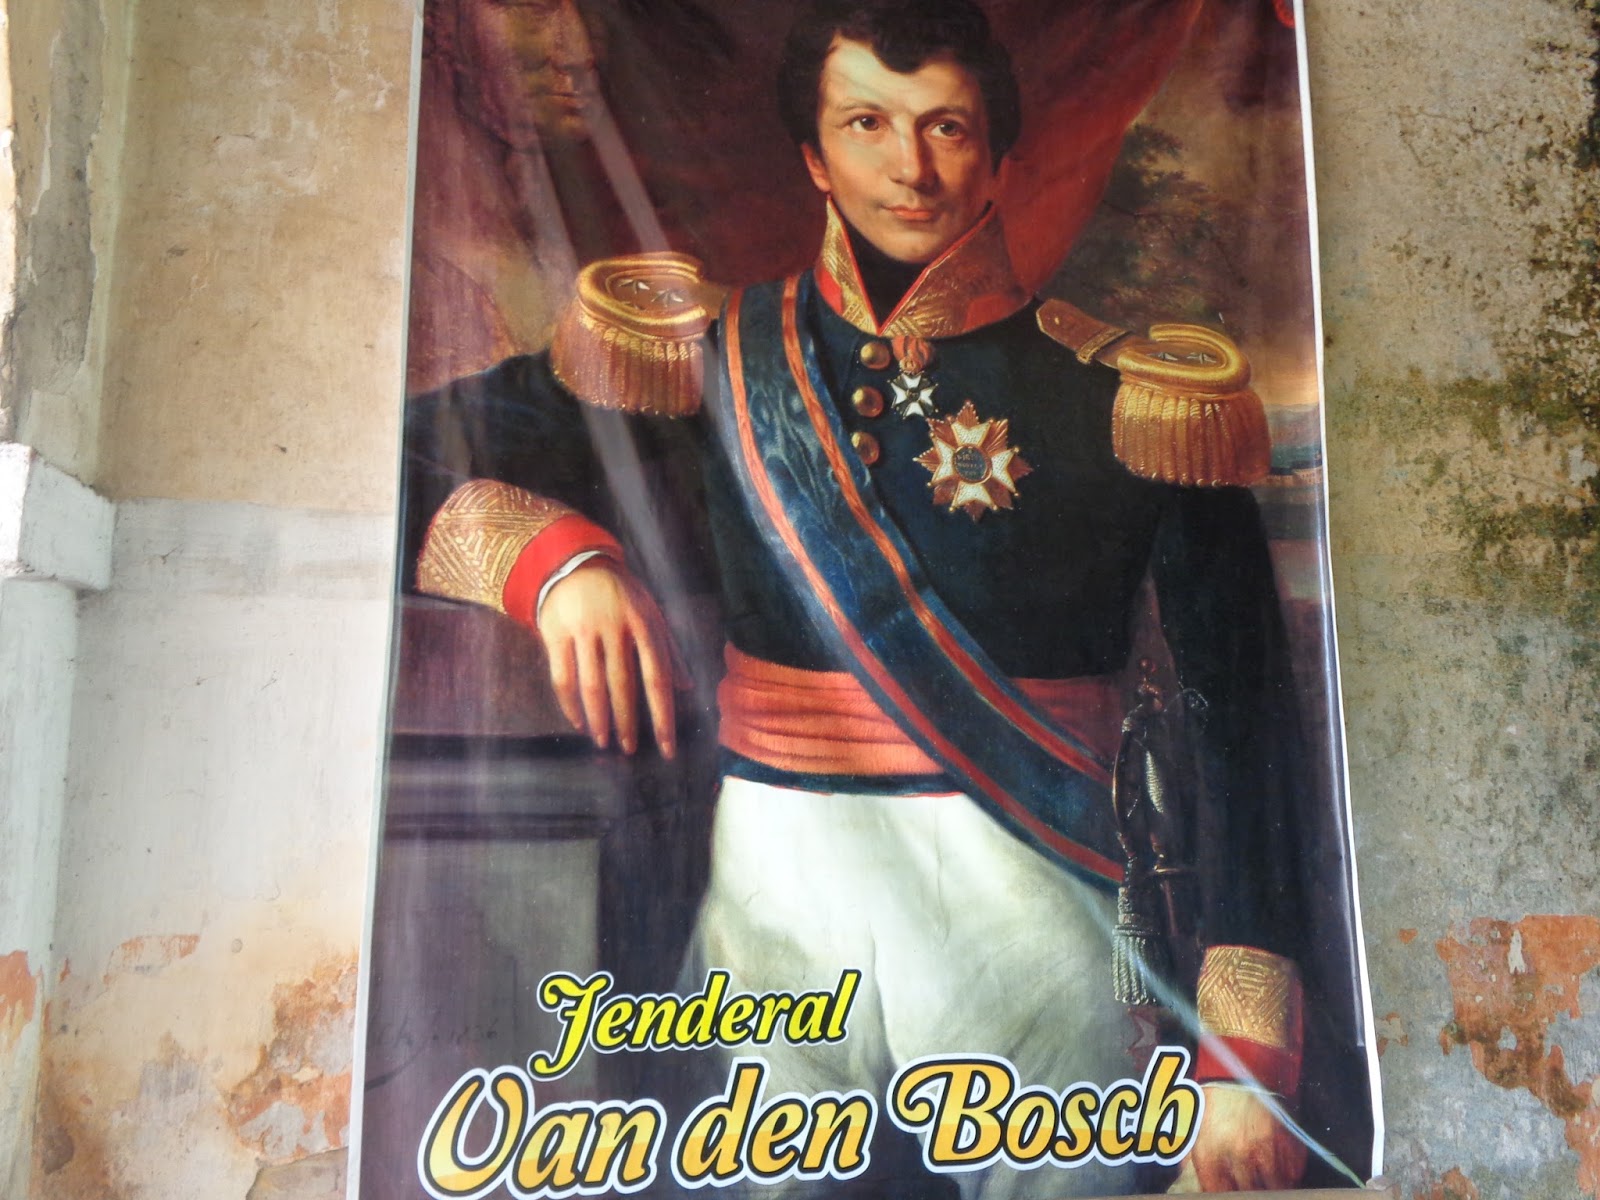 Jenderal
Van den Bosch